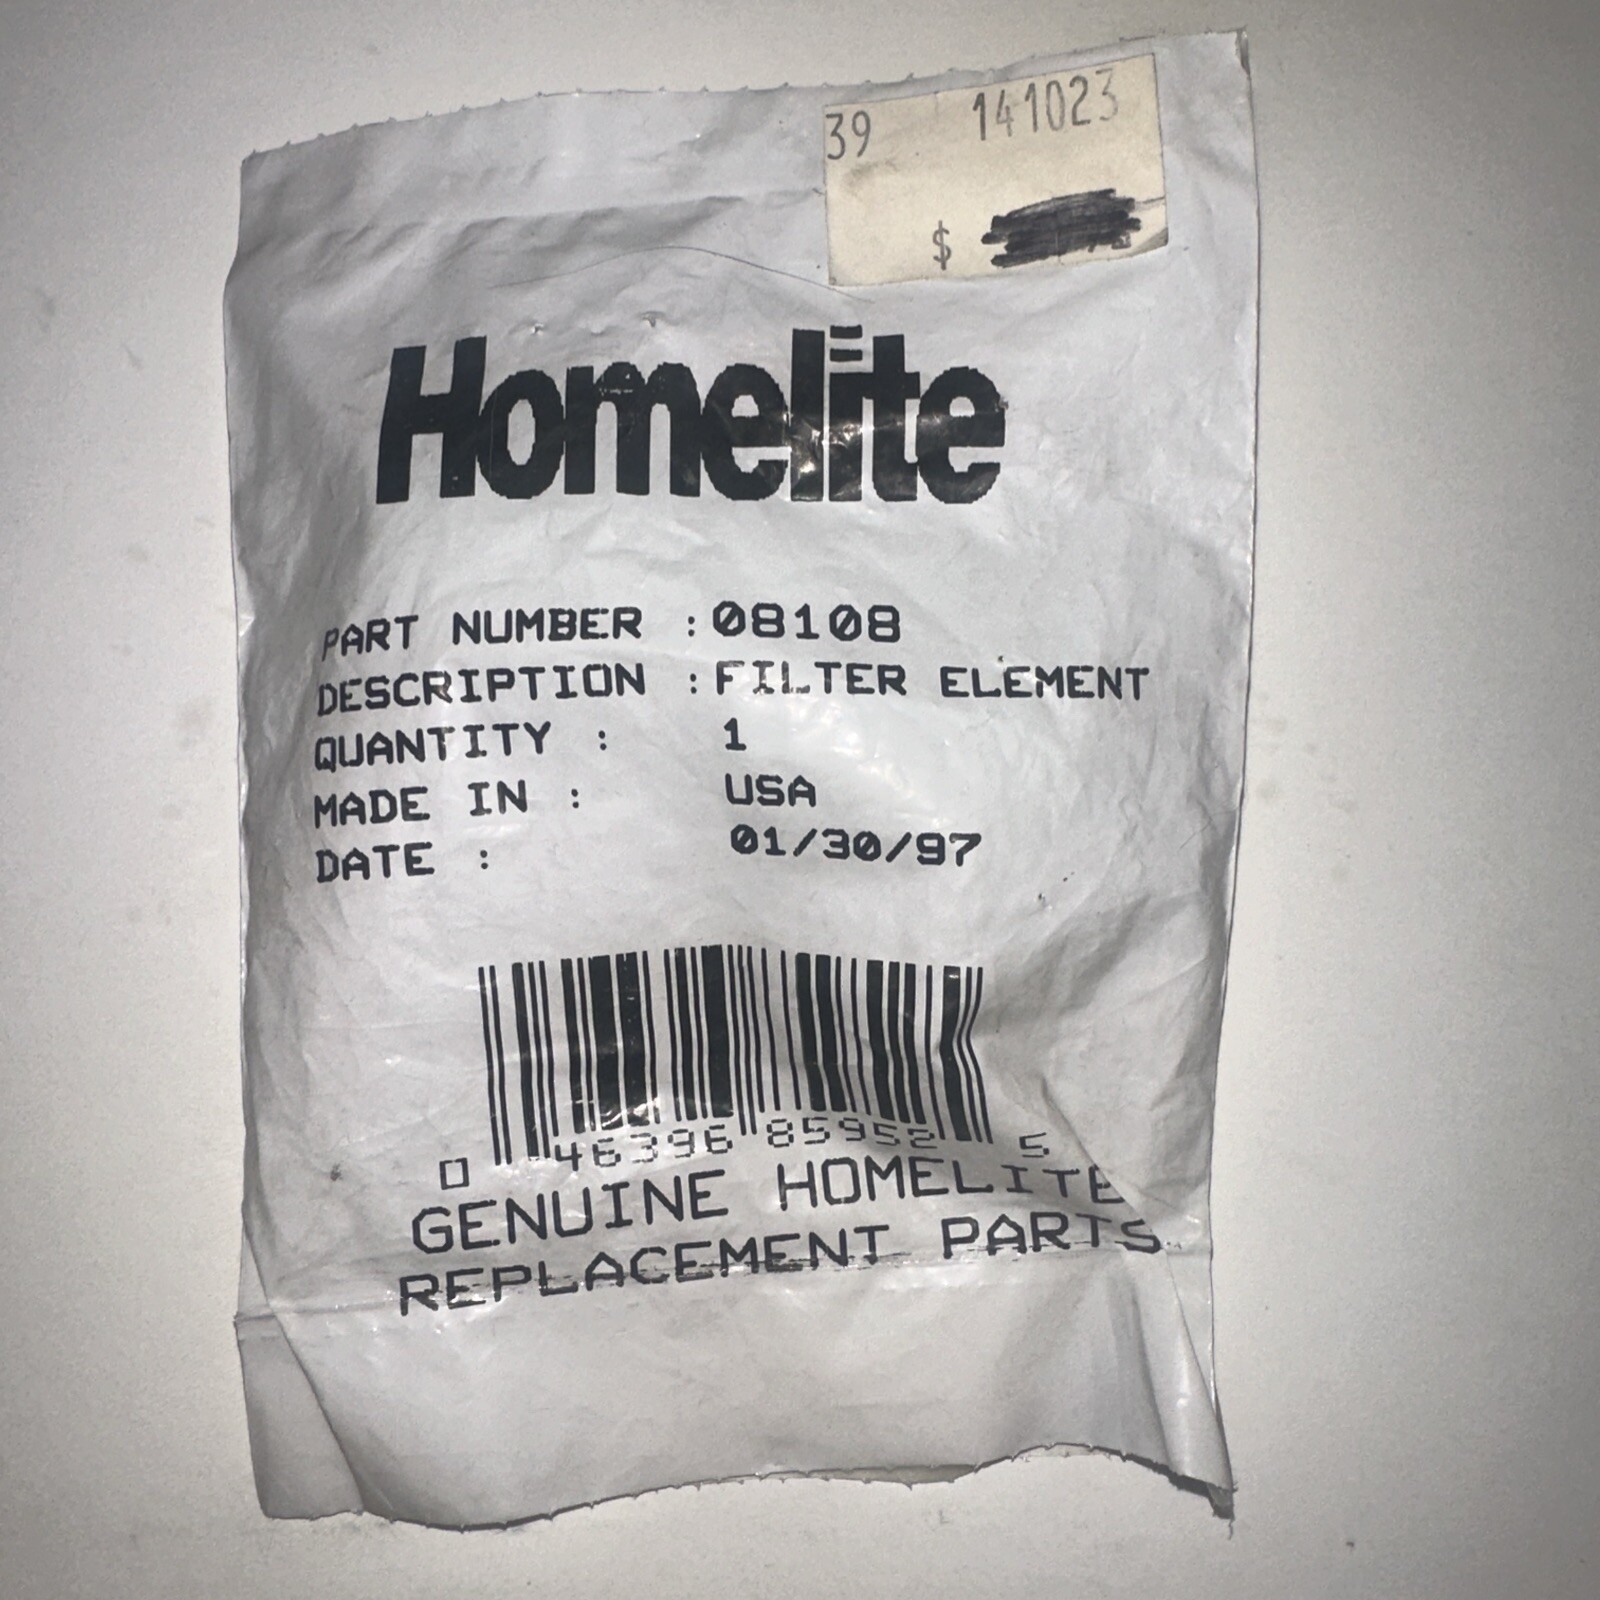 39 141023
$
Homelite
PART NUMBER :08108
DESCRIPTION :FILTER ELEMENT
QUANTITY : 1
MADE IN : USA
DATE : 01/30/97
0 46396 85952 5
GENUINE HOMELITE
REPLACEMENT PARTS